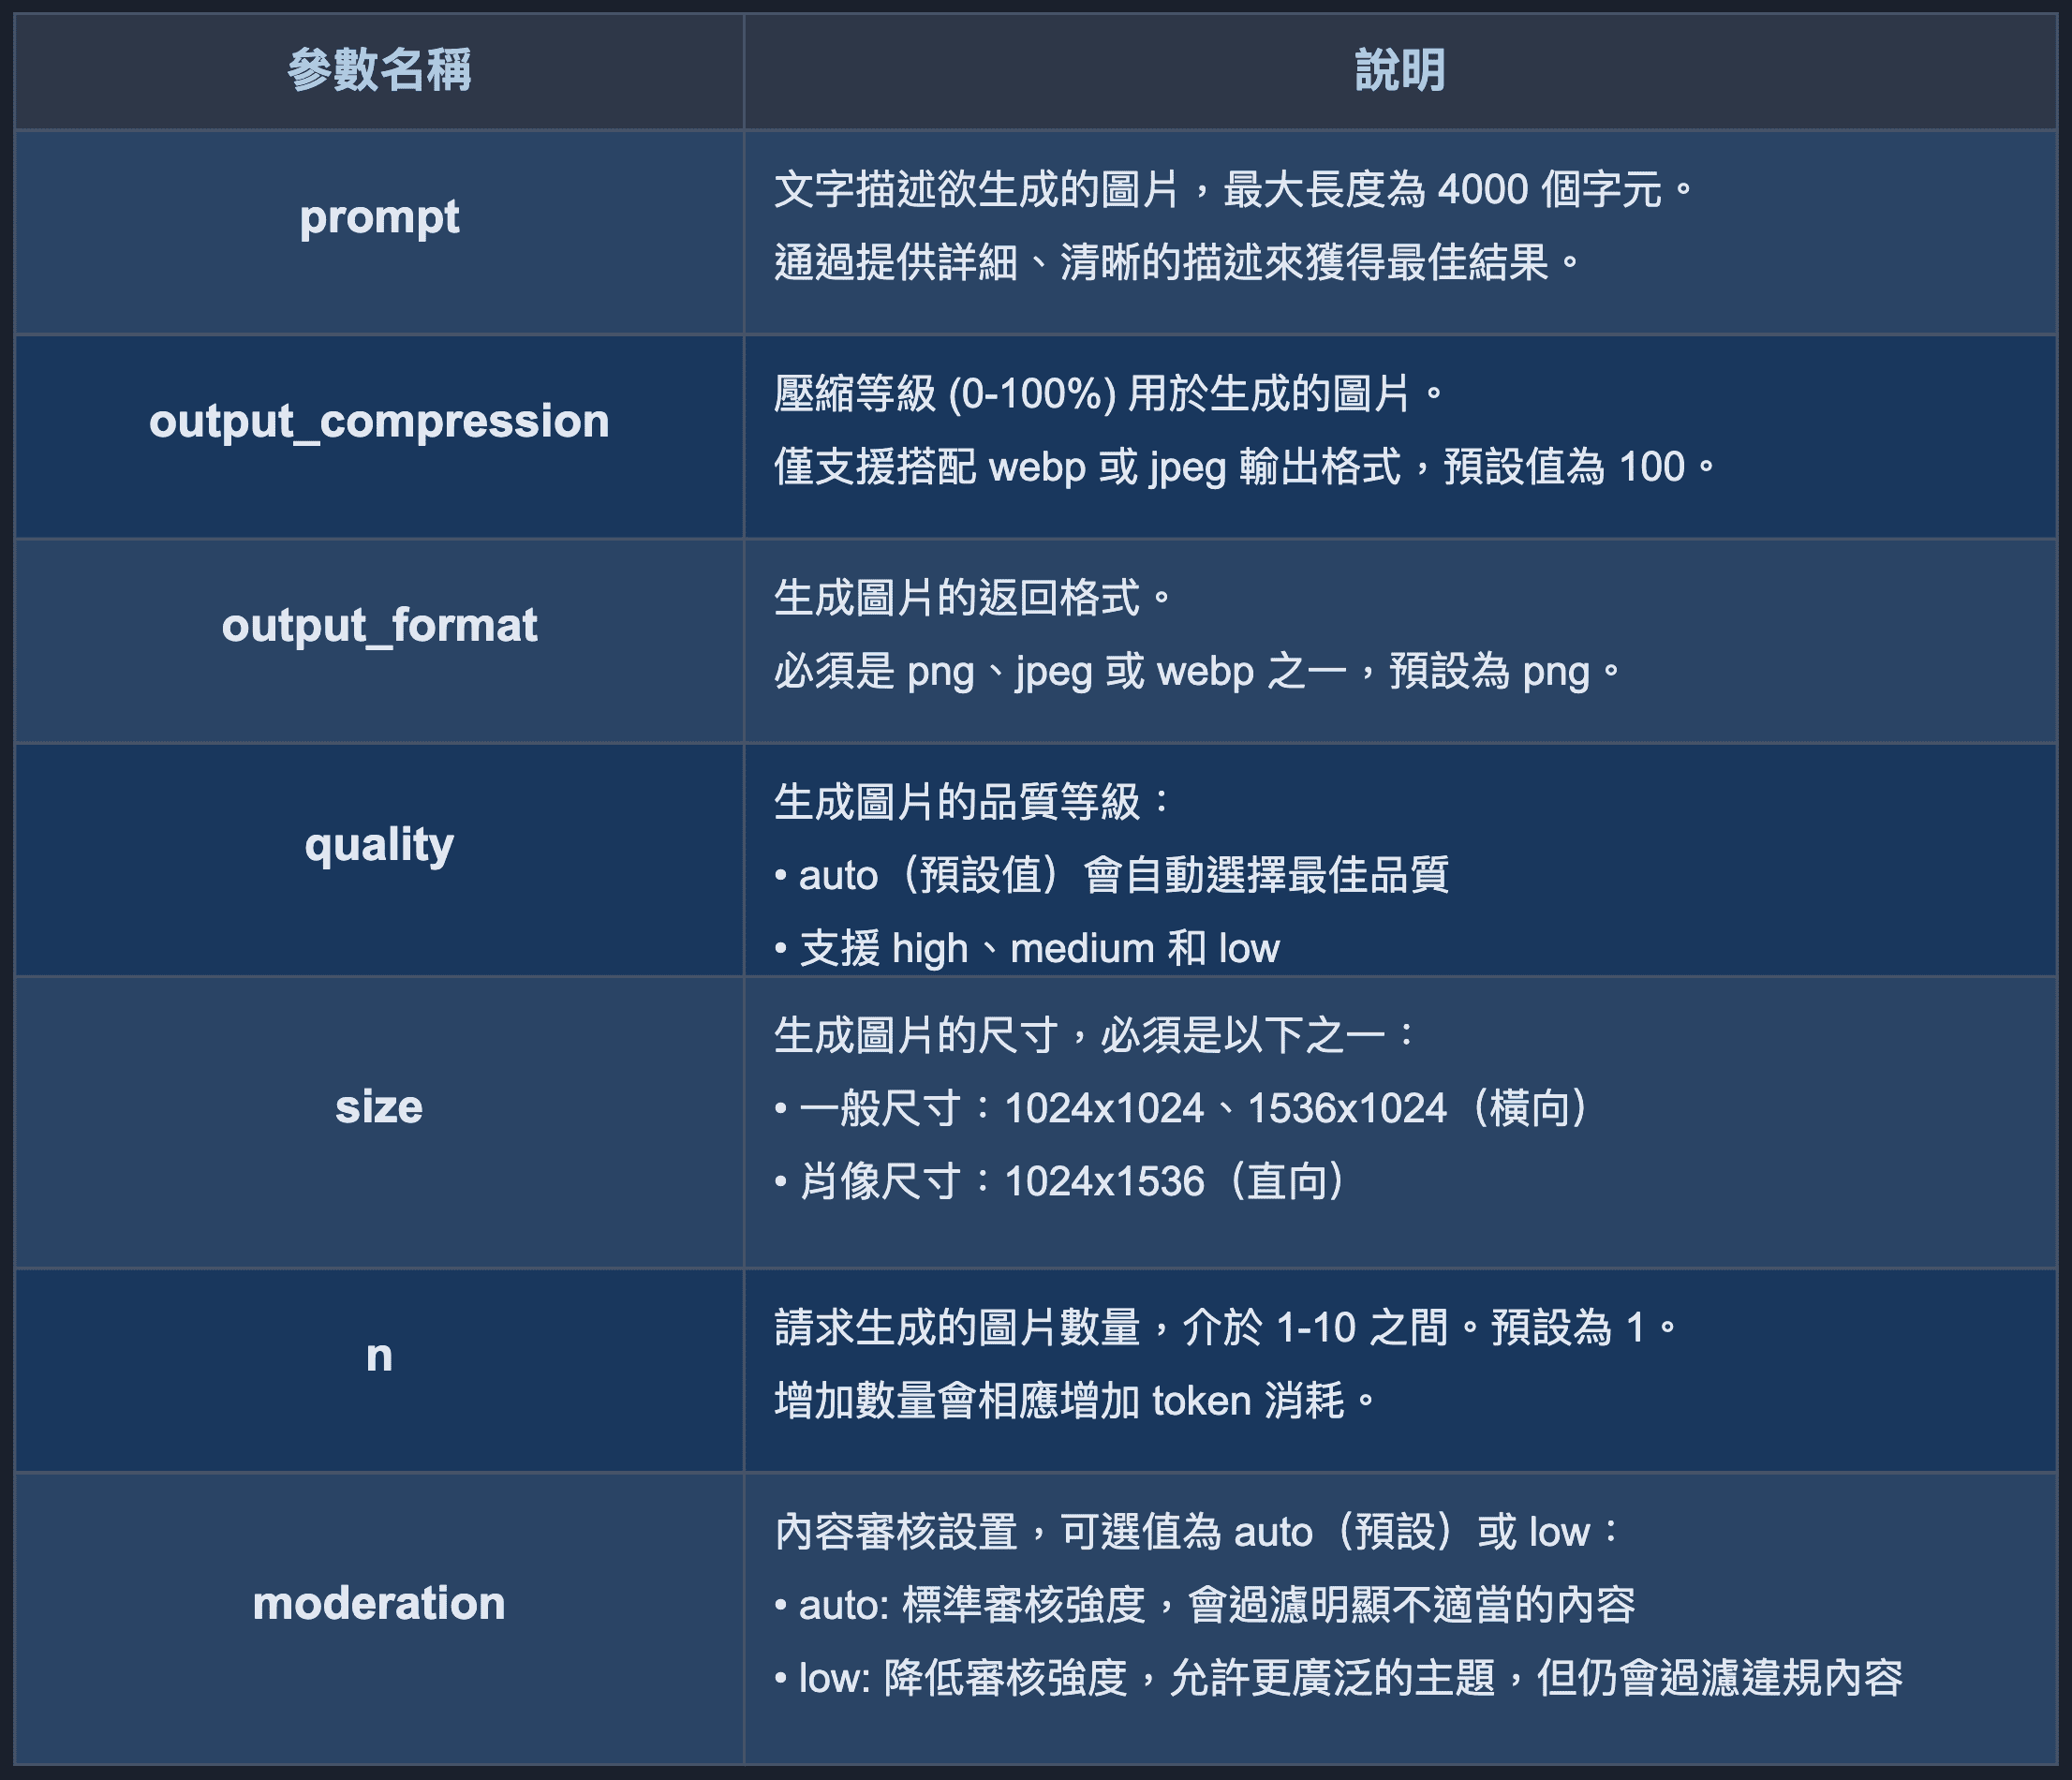 參數名稱
說明
prompt
文字描述欲生成的圖片，最大長度為 4000 個字元。
通過提供詳細、清晰的描述來獲得最佳結果。
output_compression
壓縮等級 (0-100%) 用於生成的圖片。
僅支援搭配 webp 或 jpeg 輸出格式，預設值為 100。
output_format
生成圖片的返回格式。
必須是 png、jpeg 或 webp 之一，預設為 png。
quality
生成圖片的品質等級：
• auto（預設值）會自動選擇最佳品質
• 支援 high、medium 和 low
size
生成圖片的尺寸，必須是以下之一：
• 一般尺寸：1024x1024、1536x1024（橫向）
• 肖像尺寸：1024x1536（直向）
n
請求生成的圖片數量，介於 1-10 之間。預設為 1。
增加數量會相應增加 token 消耗。
moderation
內容審核設置，可選值為 auto（預設）或 low：
• auto: 標準審核強度，會過濾明顯不適當的內容
• low: 降低審核強度，允許更廣泛的主題，但仍會過濾違規內容